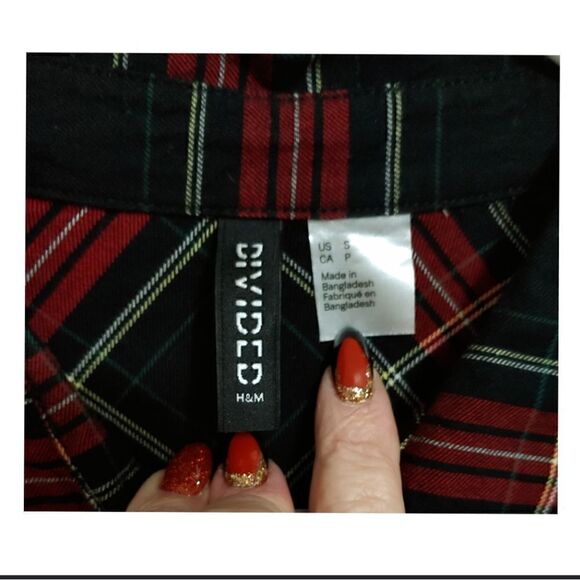 DIVIDED
H&M
US S
CA P
Made in
Bangladesh
Fabriqué en
Bangladesh